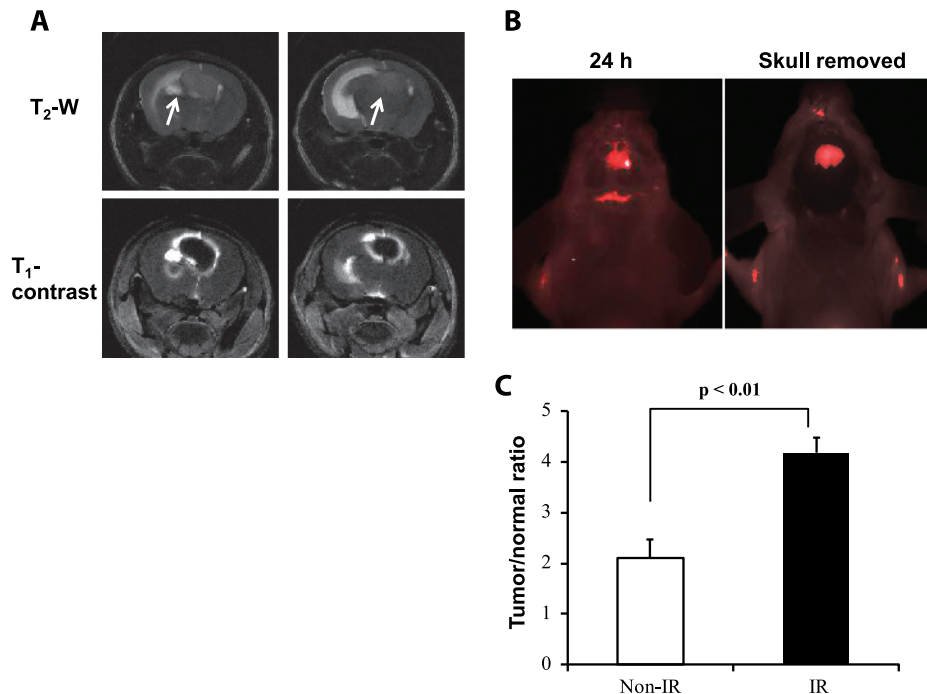 A
T₂-W
T₁-
contrast
B
24 h
Skull removed
C
p < 0.01
Tumor/normal ratio
5
4
3
2
1
0
Non-IR
IR